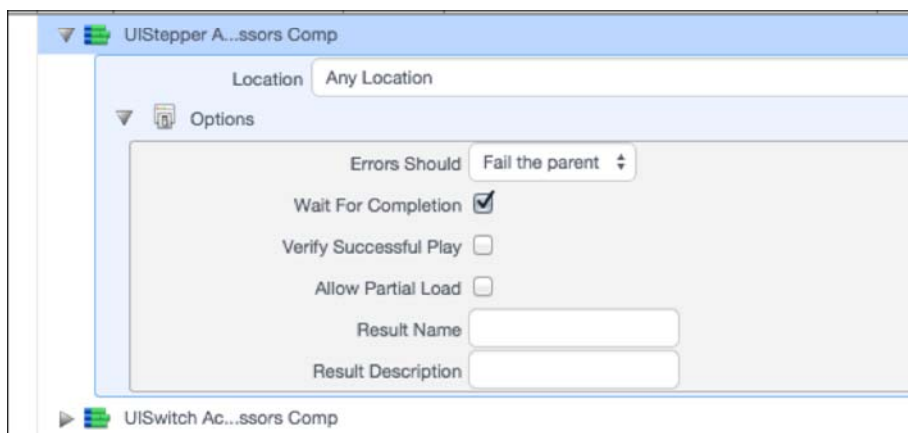 UIStepper A...ssors Comp
Location Any Location
Options
Errors Should Fail the parent
Wait For Completion
Verify Successful Play
Allow Partial Load
Result Name
Result Description
UISwitch Ac...ssors Comp